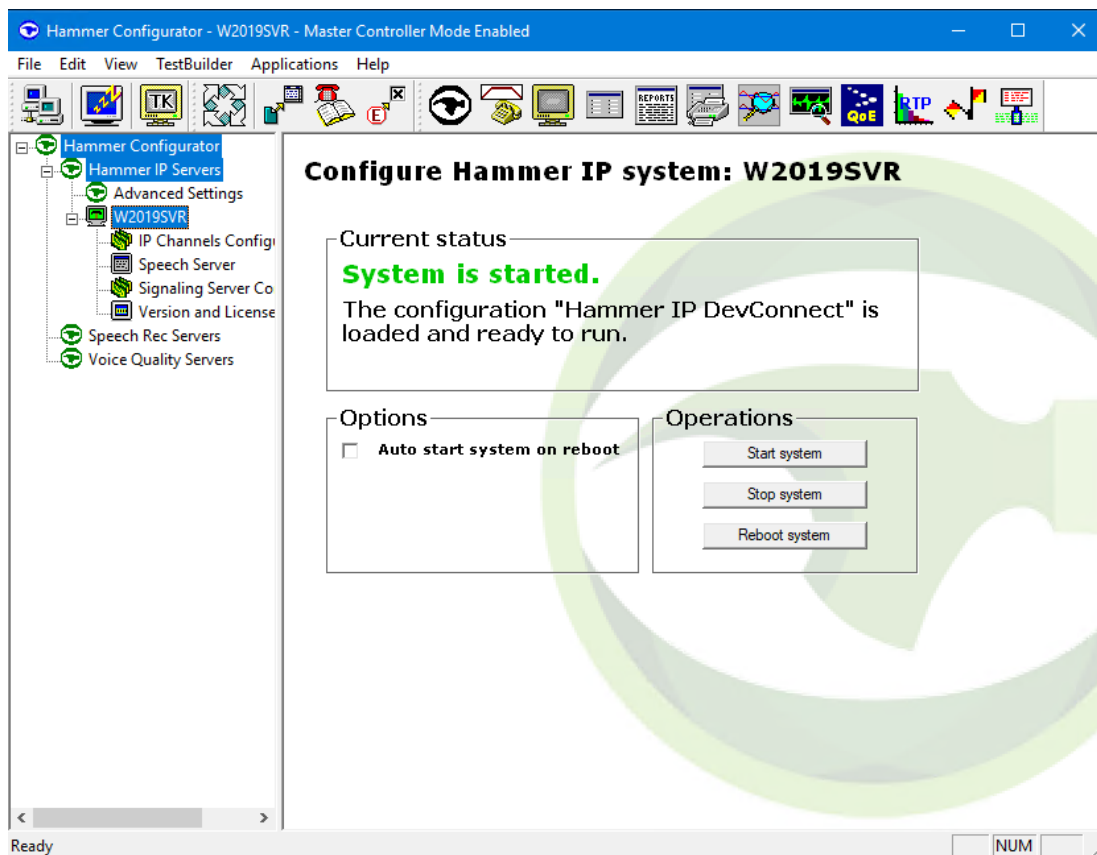 Hammer Configurator - W2019SVR - Master Controller Mode Enabled
File Edit View TestBuilder Applications Help
TK
E
REPORTS
QoE
RTP
Hammer Configurator
Hammer IP Servers
Advanced Settings
W2019SVR
IP Channels Config
Speech Server
Signaling Server Co
Version and License
Speech Rec Servers
Voice Quality Servers
Configure Hammer IP system: W2019SVR
Current status
System is started.
The configuration "Hammer IP DevConnect" is
loaded and ready to run.
Options
Auto start system on reboot
Operations
Start system
Stop system
Reboot system
Ready
NUM